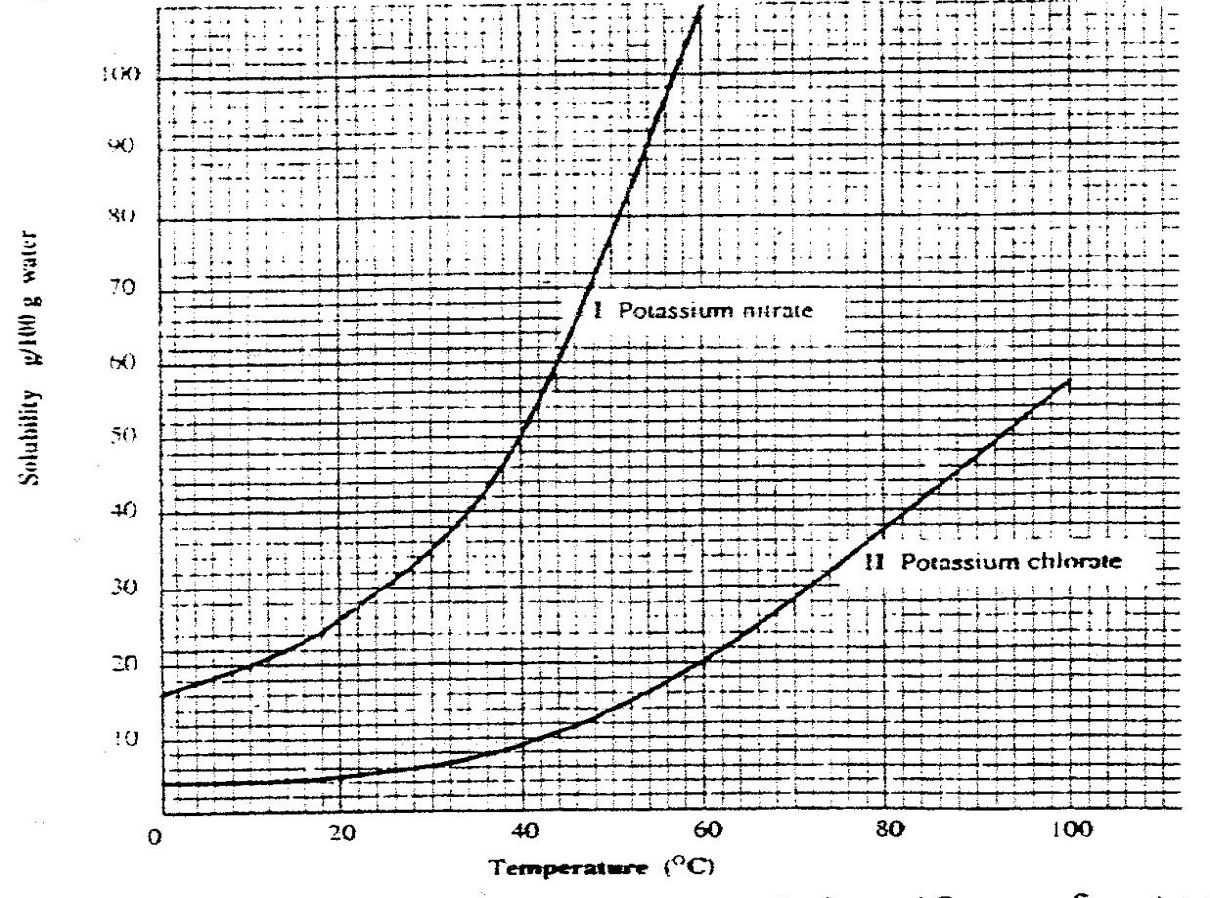 Solubility g/100 g water
100
90
80
70
60
50
40
30
20
10
I Potassium nitrate
II Potassium chlorate
0 20 40 60 80 100
Temperature (°C)